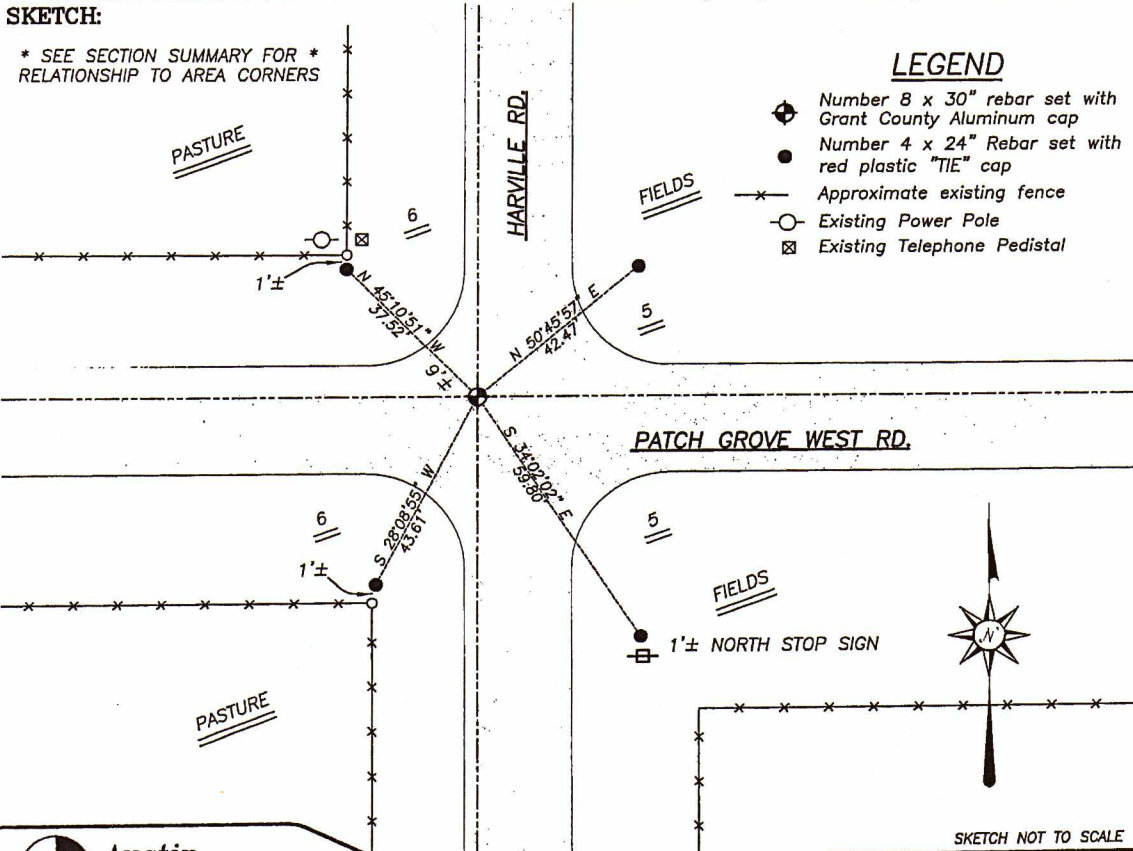 SKETCH:
* SEE SECTION SUMMARY FOR *
RELATIONSHIP TO AREA CORNERS
PASTURE
6
HARVILLE RD.
FIELDS
5
LEGEND
Number 8 x 30" rebar set with
Grant County Aluminum cap
Number 4 x 24" Rebar set with
red plastic "TIE" cap
Approximate existing fence
Existing Power Pole
Existing Telephone Pedistal
1'±
N 45°10'51" W
37.52'
9'±
N 50°45'57" E
42.47'
PATCH GROVE WEST RD.
S 28°08'55" W
43.61'
S 34°02'02" E
59.80'
6
1'±
5
FIELDS
1'± NORTH STOP SIGN
PASTURE
N
SKETCH NOT TO SCALE